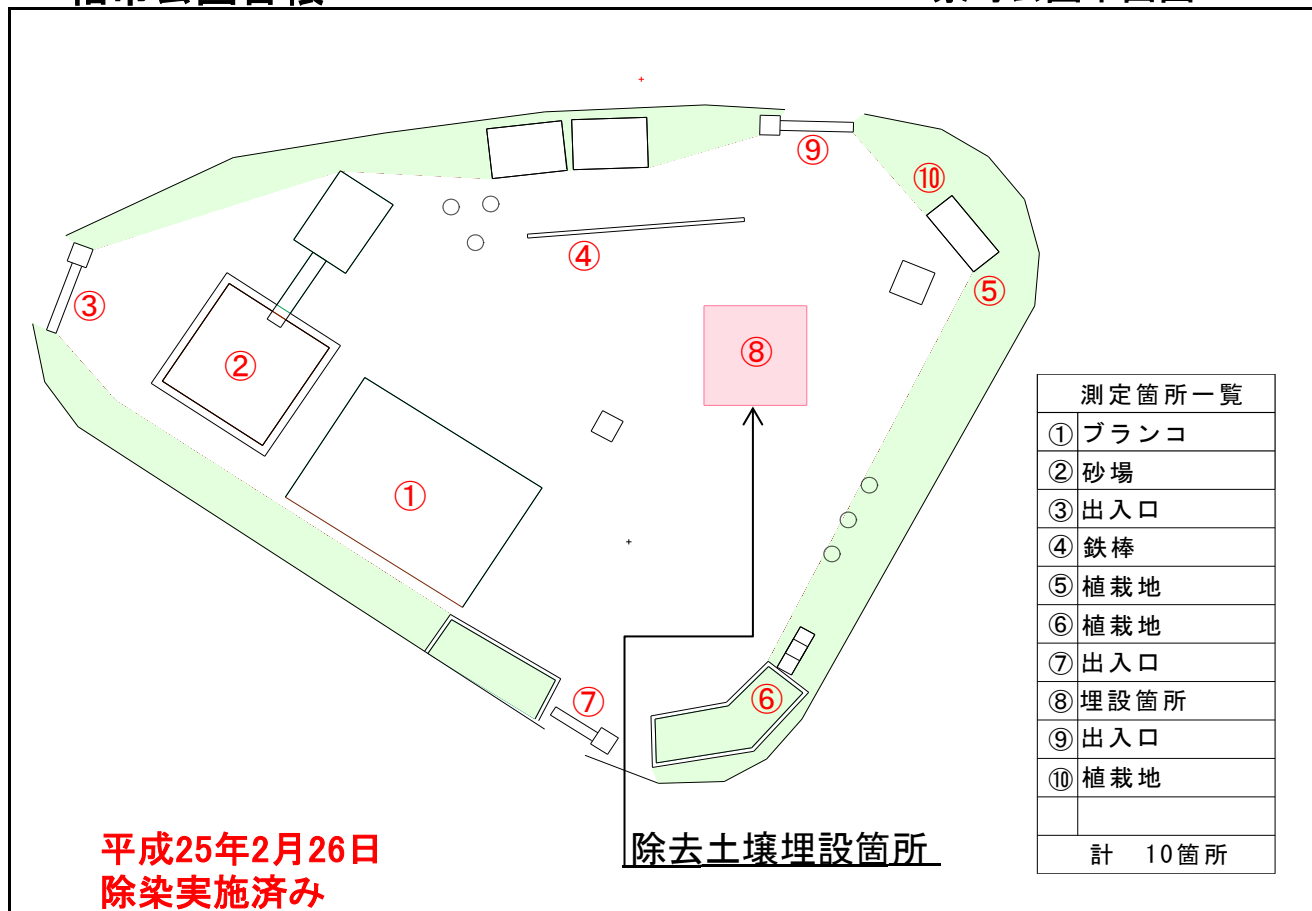 ⑨
⑩
④
③
⑤
②
⑧
①
⑥
⑦
測定箇所一覧
① ブランコ
② 砂場
③ 出入口
④ 鉄棒
⑤ 植栽地
⑥ 植栽地
⑦ 出入口
⑧ 埋設箇所
⑨ 出入口
⑩ 植栽地
計 10箇所
除去土壌埋設箇所
平成25年2月26日
除染実施済み